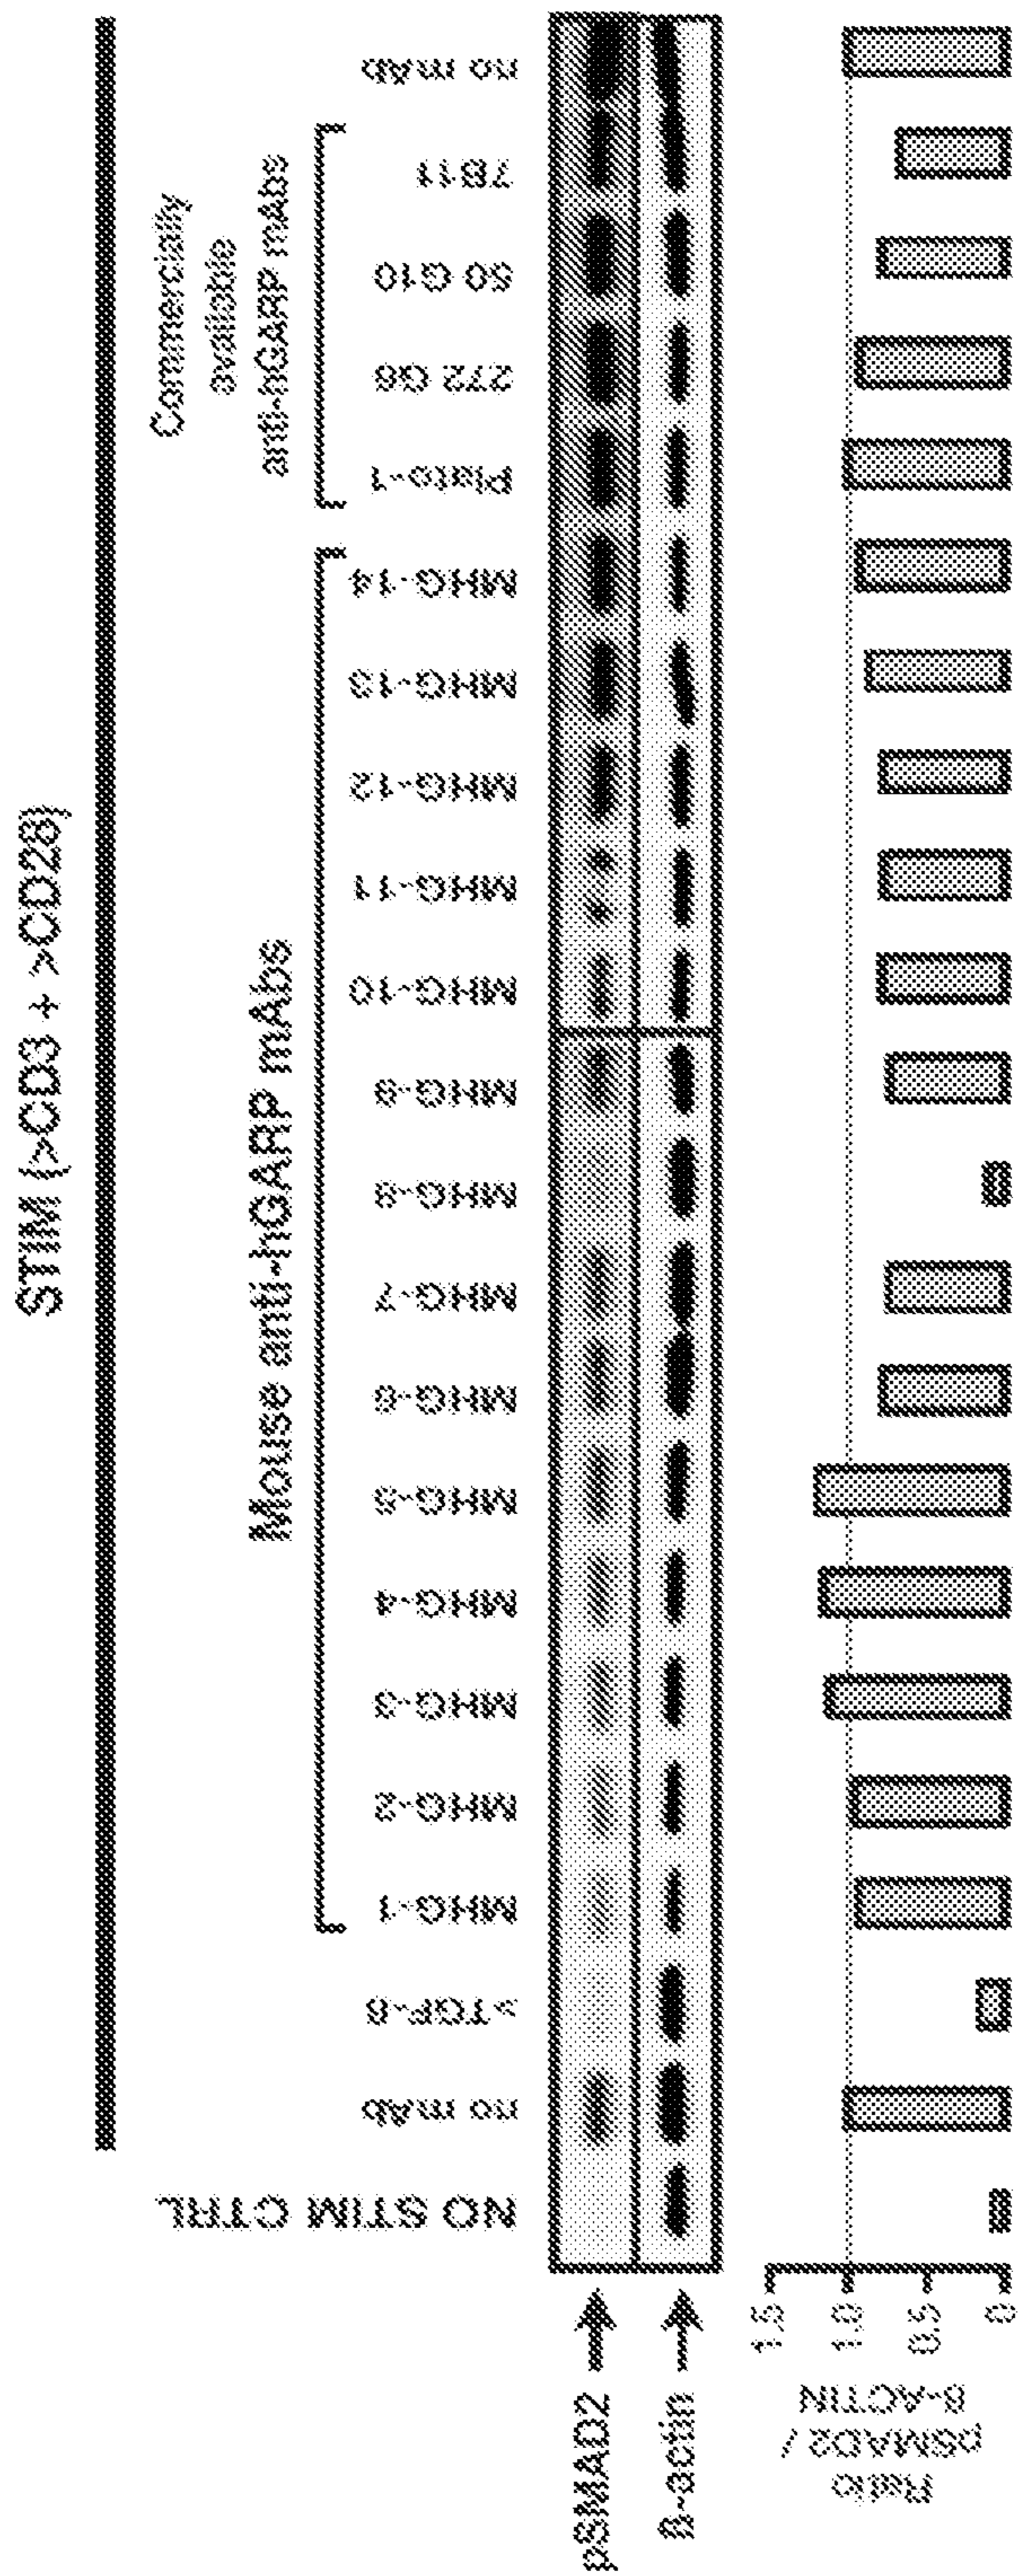 STIM (>CD3 + >CD28)
Commercially
available
anti-hGARP mAbs
Mouse anti-hGARP mAbs
NO STIM CTRL
no mAb
>TGF-ß
MHG-1
MHG-2
MHG-3
MHG-4
MHG-5
MHG-6
MHG-7
MHG-8
MHG-9
MHG-10
MHG-11
MHG-12
MHG-13
MHG-14
Plato-1
272 G6
50 G10
7B11
no mAb
pSMAD2
ß-actin
Ratio
pSMAD2 /
ß-ACTIN
1.5
1.0
0.5
0